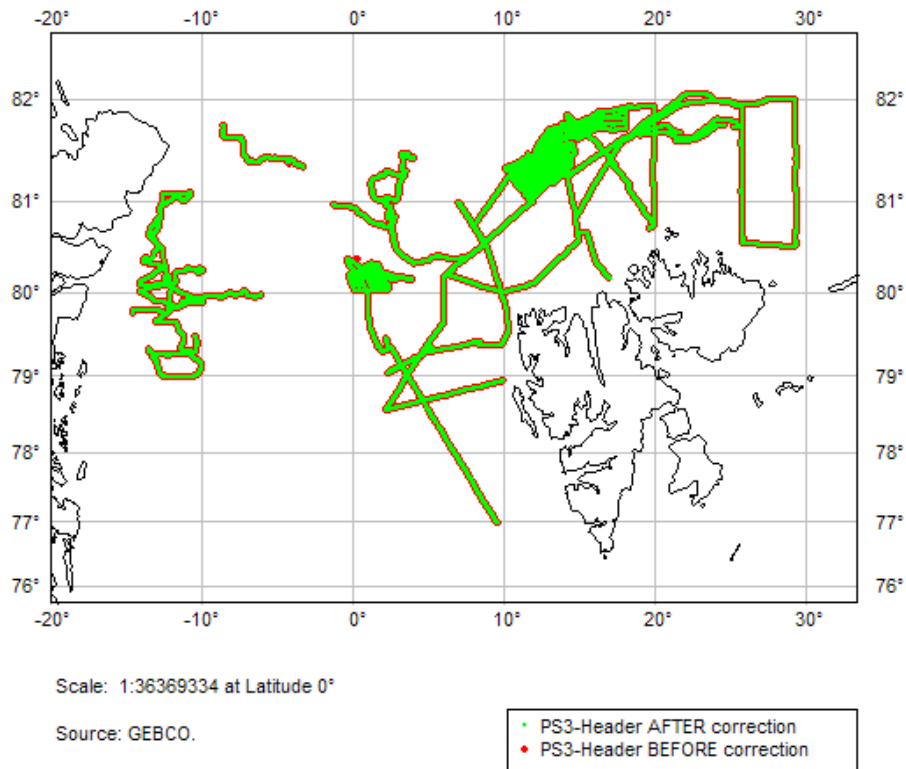 -20° -10° 0° 10° 20° 30°
82° 82°
81° 81°
80° 80°
79° 79°
78° 78°
77° 77°
76° 76°
-20° -10° 0° 10° 20° 30°
Scale: 1:36369334 at Latitude 0°
Source: GEBCO.
PS3-Header AFTER correction
PS3-Header BEFORE correction